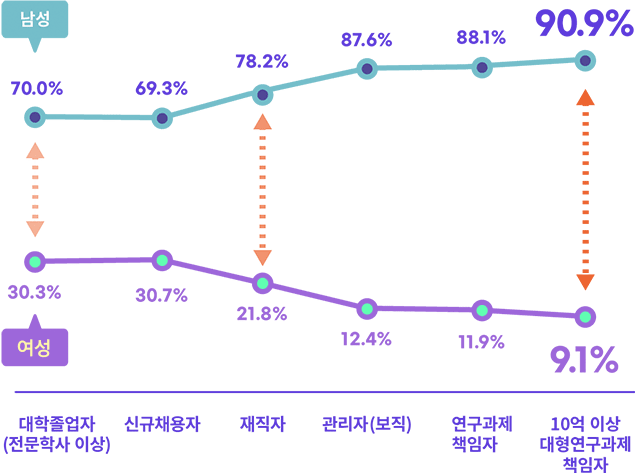 남성
70.0%
69.3%
78.2%
87.6%
88.1%
90.9%
30.3%
30.7%
21.8%
12.4%
11.9%
9.1%
여성
대학졸업자
(전문학사 이상)
신규채용자
재직자
관리자(보직)
연구과제
책임자
10억 이상
대형연구과제
책임자